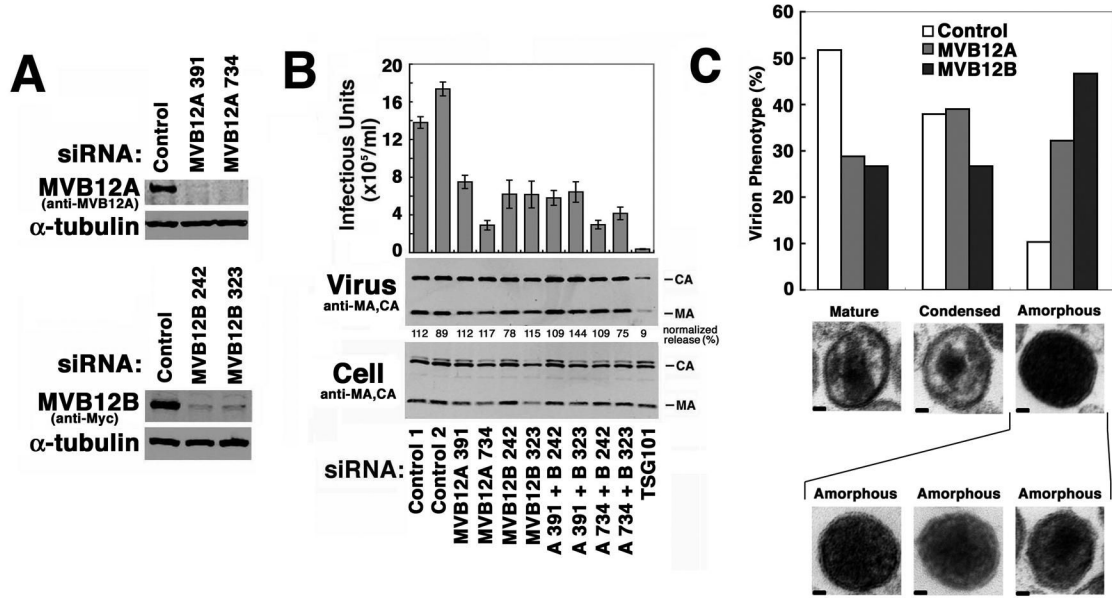 A
siRNA:
Control
MVB12A 391
MVB12A 734
MVB12A
(anti-MVB12A)
α-tubulin
siRNA:
Control
MVB12B 242
MVB12B 323
MVB12B
(anti-Myc)
α-tubulin
B
Infectious Units
(x10⁵/ml)
20
16
12
8
4
0
Virus
anti-MA,CA
CA
MA
112 89 112 117 78 115 109 144 109 75 9
normalized
release (%)
Cell
anti-MA,CA
CA
MA
siRNA:
Control 1
Control 2
MVB12A 391
MVB12A 734
MVB12B 242
MVB12B 323
A 391 + B 242
A 391 + B 323
A 734 + B 242
A 734 + B 323
TSG101
C
Virion Phenotype (%)
60
50
40
30
20
10
0
Control
MVB12A
MVB12B
Mature Condensed Amorphous
Amorphous Amorphous Amorphous